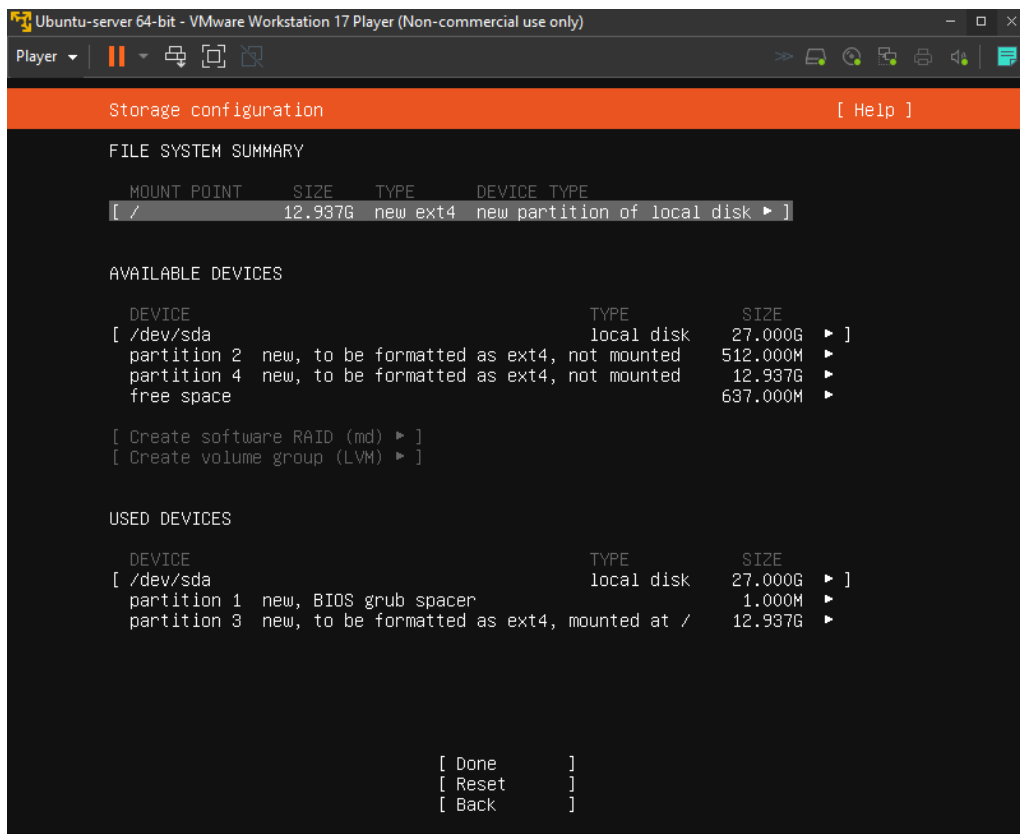 Ubuntu-server 64-bit - VMware Workstation 17 Player (Non-commercial use only)
Player
Storage configuration [ Help ]
FILE SYSTEM SUMMARY
MOUNT POINT SIZE TYPE DEVICE TYPE
[ / 12.937G new ext4 new partition of local disk ▸ ]
AVAILABLE DEVICES
DEVICE TYPE SIZE
[ /dev/sda local disk 27.000G ▸ ]
partition 2 new, to be formatted as ext4, not mounted 512.000M ▸
partition 4 new, to be formatted as ext4, not mounted 12.937G ▸
free space 637.000M ▸
[ Create software RAID (md) ▸ ]
[ Create volume group (LVM) ▸ ]
USED DEVICES
DEVICE TYPE SIZE
[ /dev/sda local disk 27.000G ▸ ]
partition 1 new, BIOS grub spacer 1.000M ▸
partition 3 new, to be formatted as ext4, mounted at / 12.937G ▸
[ Done ]
[ Reset ]
[ Back ]